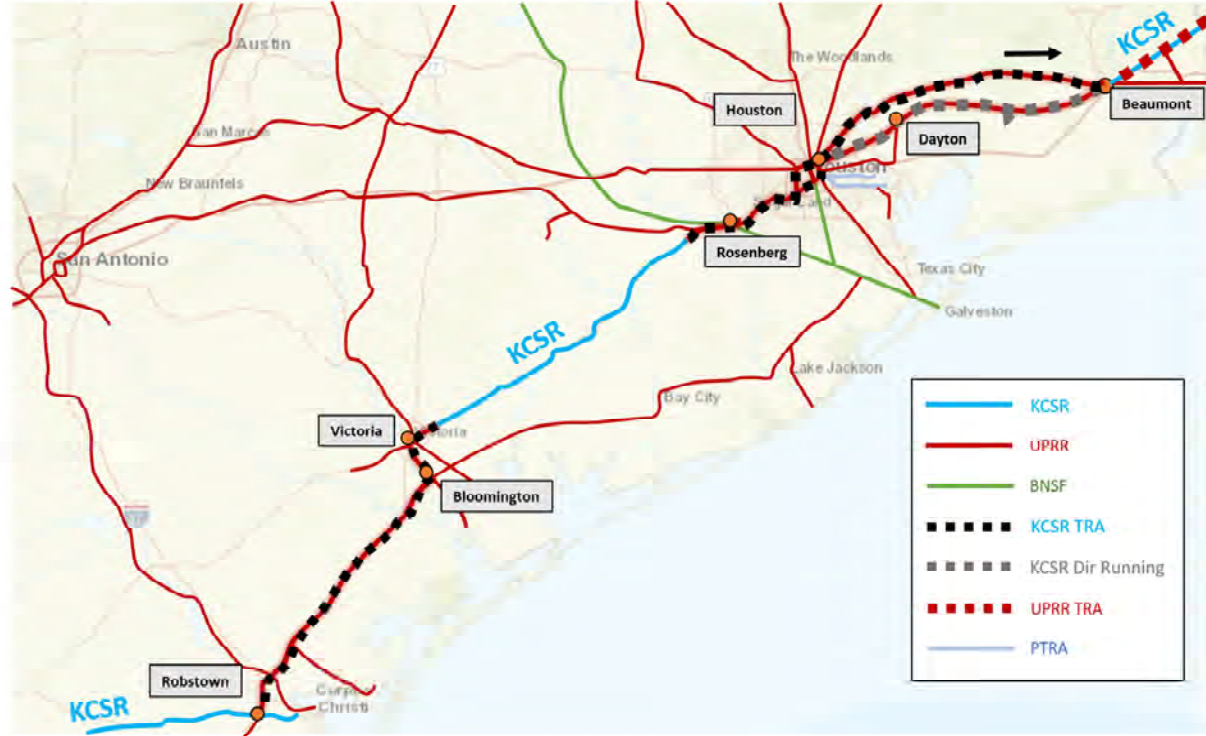 Austin
KCSR
The Woodlands
Houston
Beaumont
San Marcos
Dayton
New Braunfels
Houston
San Antonio
Rosenberg
Texas City
Galveston
KCSR
Lake Jackson
Bay City
Victoria
Bloomington
Robstown
Corpus
Christi
KCSR
KCSR
UPRR
BNSF
KCSR TRA
KCSR Dir Running
UPRR TRA
PTRA